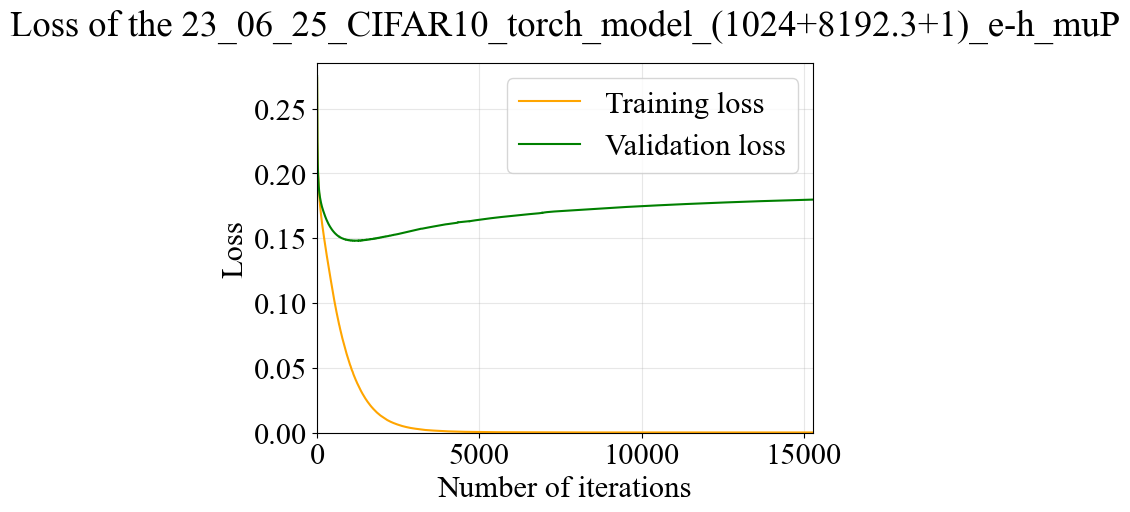 Loss of the 23_06_25_CIFAR10_torch_model_(1024+8192.3+1)_e-h_muP
Training loss
Validation loss
0.25
0.20
0.15
0.10
0.05
0.00
Loss
0 5000 10000 15000
Number of iterations